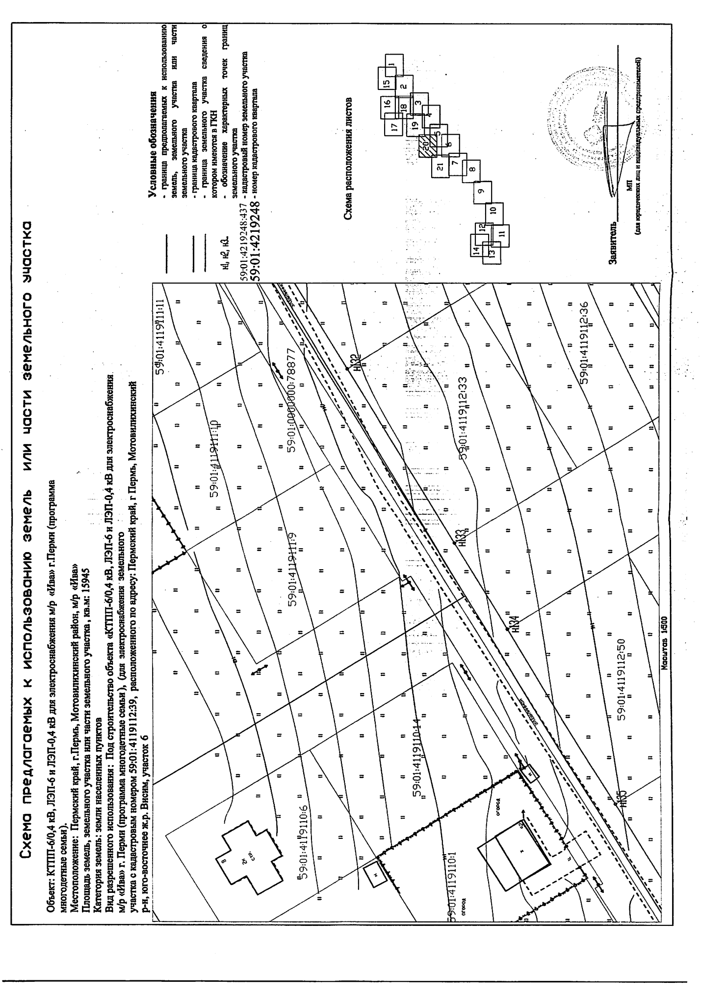 Схема предлагаемых к использованию земель или части земельного участка
Объект: КТПП-6/0,4 кВ, ЛЭП-6 и ЛЭП-0,4 кВ для электроснабжения м/р «Ива» г.Перми (программа
многодетные семьи).
Местоположение: Пермский край, г.Пермь, Мотовилихинский район, м/р «Ива»
Площадь земель, земельного участка или части земельного участка, кв.м: 15945
Категория земель: земли населенных пунктов
Вид разрешенного использования: Под строительство объекта «КТПП-6/0,4 кВ, ЛЭП-6 и ЛЭП-0,4 кВ для электроснабжения
м/р «Ива» г. Перми (программа многодетные семьи), (для электроснабжения земельного
участка с кадастровым номером 59:01:4119112:39, расположенного по адресу: Пермский край, г Пермь, Мотовилихинский
р-н, юго-восточнее ж.р. Висим, участок 6
Условные обозначения
- граница предполагаемых к использованию
земель, земельного участка или части
земельного участка
- граница кадастрового квартала
- граница земельного участка сведения о
котором имеются в ГКН
н1, н2, н3.. - обозначение характерных точек границ
земельного участка
59:01:4219248:437 - кадастровый номер земельного участка
59:01:4219248 - номер кадастрового квартала
59:01:4119111:11
59:01:4119111:10
59:01:0000000:78877
59:01:4119111:9
59:01:4119112:33
59:01:4119112:36
59:01:4119112:50
59:01:4119110:14
59:01:4119110:6
59:01:4119110:1
Н132
Н133
Н134
Н135
8
2К
стр.
Н
Н
огород
огород
Масштаб 1:500
Схема расположения листов
1
15
2
16
18
3
17
4
19
5
20
6
21
7
8
9
10
12
11
14
13
Заявитель
МП
(для юридических лиц и индивидуальных предпринимателей)